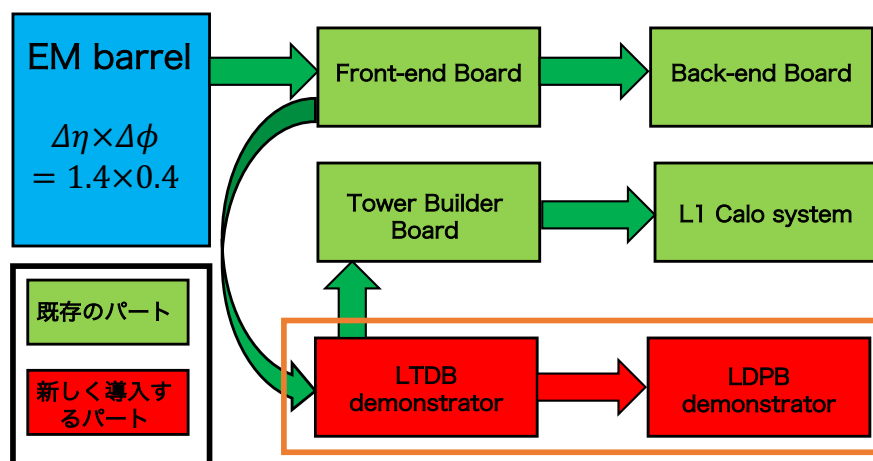 EM barrel
Δη×Δϕ
= 1.4×0.4
Front-end Board
Back-end Board
Tower Builder
Board
L1 Calo system
既存のパート
新しく導入す
るパート
LTDB
demonstrator
LDPB
demonstrator